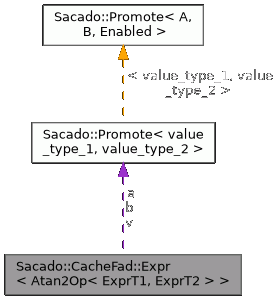 Sacado::Promote< A,
B, Enabled >
< value_type_1, value
_type_2 >
Sacado::Promote< value
_type_1, value_type_2 >
a
b
v
Sacado::CacheFad::Expr
< Atan2Op< ExprT1, ExprT2 > >